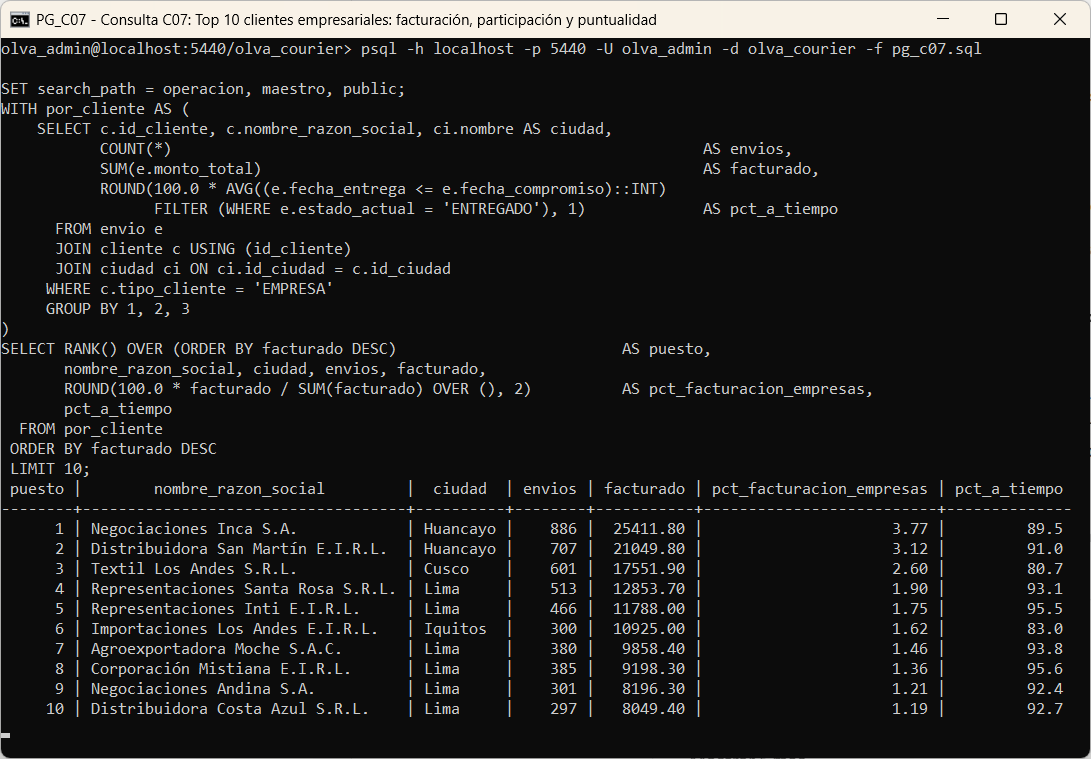 PG_C07 - Consulta C07: Top 10 clientes empresariales: facturación, participación y puntualidad
olva_admin@localhost:5440/olva_courier> psql -h localhost -p 5440 -U olva_admin -d olva_courier -f pg_c07.sql
SET search_path = operacion, maestro, public;
WITH por_cliente AS (
    SELECT c.id_cliente, c.nombre_razon_social, ci.nombre AS ciudad,
           COUNT(*)                                                           AS envios,
           SUM(e.monto_total)                                                 AS facturado,
           ROUND(100.0 * AVG((e.fecha_entrega <= e.fecha_compromiso)::INT)
                 FILTER (WHERE e.estado_actual = 'ENTREGADO'), 1)             AS pct_a_tiempo
      FROM envio e
      JOIN cliente c USING (id_cliente)
      JOIN ciudad ci ON ci.id_ciudad = c.id_ciudad
     WHERE c.tipo_cliente = 'EMPRESA'
     GROUP BY 1, 2, 3
)
SELECT RANK() OVER (ORDER BY facturado DESC)                         AS puesto,
       nombre_razon_social, ciudad, envios, facturado,
       ROUND(100.0 * facturado / SUM(facturado) OVER (), 2)          AS pct_facturacion_empresas,
       pct_a_tiempo
  FROM por_cliente
 ORDER BY facturado DESC
 LIMIT 10;
 puesto |        nombre_razon_social         |  ciudad  | envios | facturado | pct_facturacion_empresas | pct_a_tiempo
--------+------------------------------------+----------+--------+-----------+--------------------------+--------------
      1 | Negociaciones Inca S.A.            | Huancayo |    886 |  25411.80 |                     3.77 |         89.5
      2 | Distribuidora San Martín E.I.R.L.  | Huancayo |    707 |  21049.80 |                     3.12 |         91.0
      3 | Textil Los Andes S.R.L.            | Cusco    |    601 |  17551.90 |                     2.60 |         80.7
      4 | Representaciones Santa Rosa S.R.L. | Lima     |    513 |  12853.70 |                     1.90 |         93.1
      5 | Representaciones Inti E.I.R.L.     | Lima     |    466 |  11788.00 |                     1.75 |         95.5
      6 | Importaciones Los Andes E.I.R.L.   | Iquitos  |    300 |  10925.00 |                     1.62 |         83.0
      7 | Agroexportadora Moche S.A.C.       | Lima     |    380 |   9858.40 |                     1.46 |         93.8
      8 | Corporación Mistiana E.I.R.L.      | Lima     |    385 |   9198.30 |                     1.36 |         95.6
      9 | Negociaciones Andina S.A.          | Lima     |    301 |   8196.30 |                     1.21 |         92.4
     10 | Distribuidora Costa Azul S.R.L.    | Lima     |    297 |   8049.40 |                     1.19 |         92.7